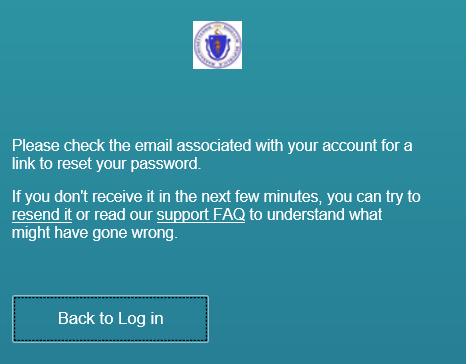 Please check the email associated with your account for a
link to reset your password.
If you don't receive it in the next few minutes, you can try to
resend it or read our support FAQ to understand what
might have gone wrong.
Back to Log in